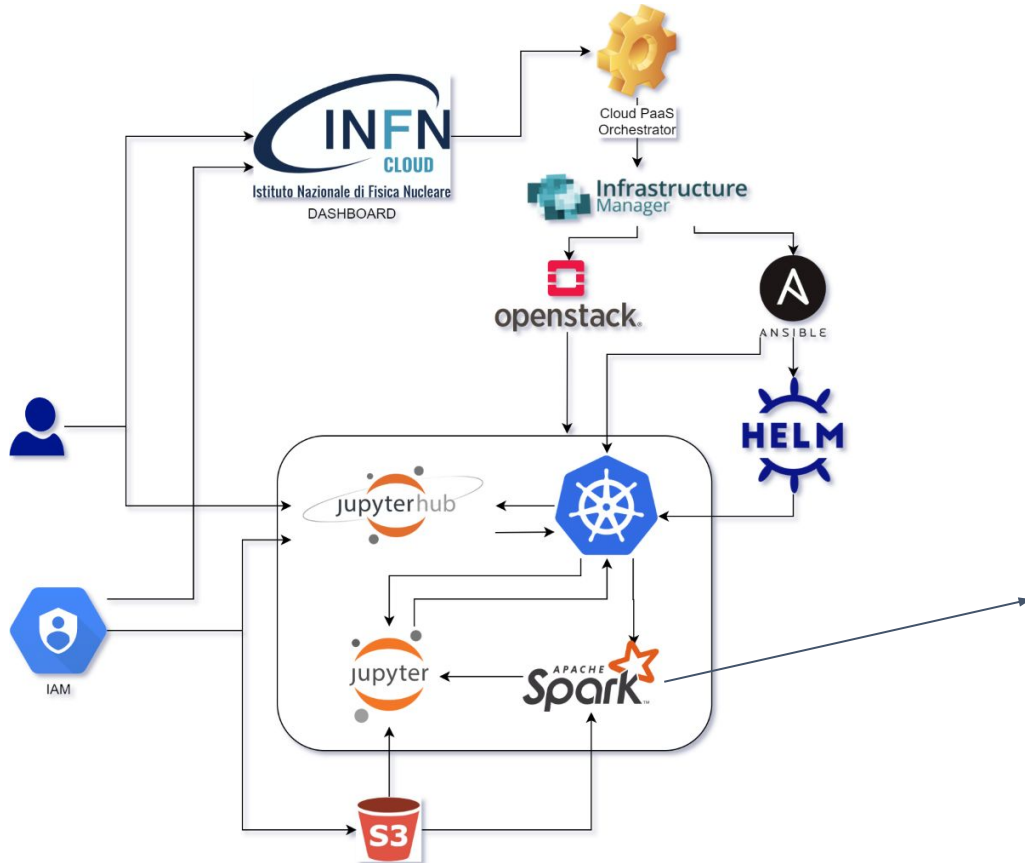 INFN
CLOUD
Istituto Nazionale di Fisica Nucleare
DASHBOARD
Cloud PaaS
Orchestrator
Infrastructure
Manager
openstack.
ANSIBLE
HELM
jupyterhub
IAM
jupyter
APACHE
Spark™
S3